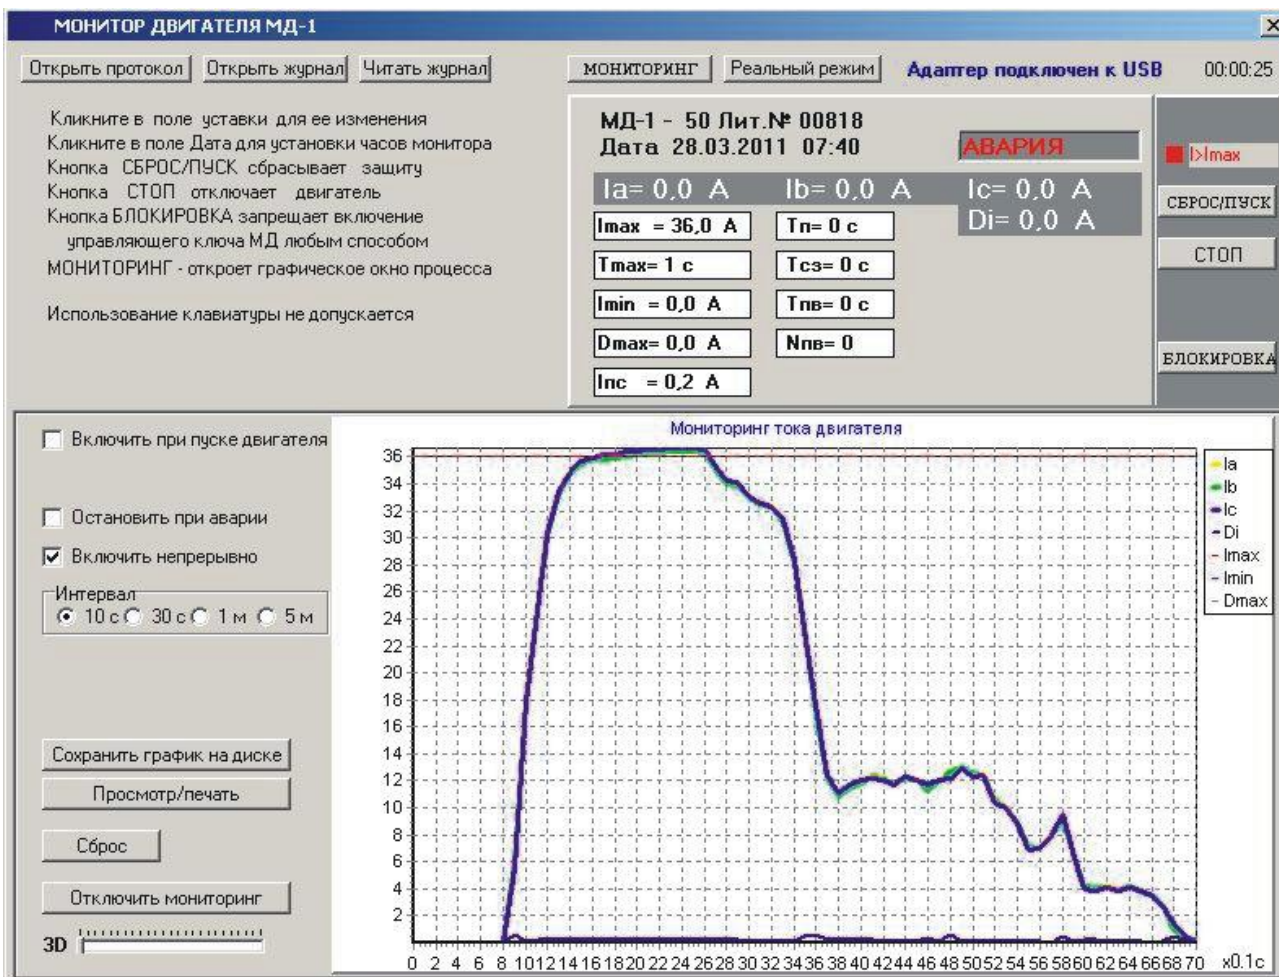 МОНИТОР ДВИГАТЕЛЯ МД-1
Открыть протокол Открыть журнал Читать журнал МОНИТОРИНГ Реальный режим Адаптер подключен к USB 00:00:25
Кликните в поле уставки для ее изменения
Кликните в поле Дата для установки часов монитора
Кнопка СБРОС/ПУСК сбрасывает защиту
Кнопка СТОП отключает двигатель
Кнопка БЛОКИРОВКА запрещает включение
управляющего ключа МД любым способом
МОНИТОРИНГ - откроет графическое окно процесса
Использование клавиатуры не допускается
МД-1 - 50 Лит.№ 00818
Дата 28.03.2011 07:40
АВАРИЯ
Ia= 0,0 A Ib= 0,0 A Ic= 0,0 A
Di= 0,0 A
Imax = 36,0 A Тп= 0 с
Tmax= 1 с Тсз= 0 с
Imin = 0,0 A Тпв= 0 с
Dmax= 0,0 A Nпв= 0
Iпс = 0,2 A
I>Imax
СБРОС/ПУСК
СТОП
БЛОКИРОВКА
Включить при пуске двигателя
Остановить при аварии
Включить непрерывно
Интервал
10 с 30 с 1 м 5 м
Сохранить график на диске
Просмотр/печать
Сброс
Отключить мониторинг
3D
Мониторинг тока двигателя
36
34
32
30
28
26
24
22
20
18
16
14
12
10
8
6
4
2
0 2 4 6 8 10 12 14 16 18 20 22 24 26 28 30 32 34 36 38 40 42 44 46 48 50 52 54 56 58 60 62 64 66 68 70 x0.1с
Ia
Ib
Ic
Di
Imax
Imin
Dmax